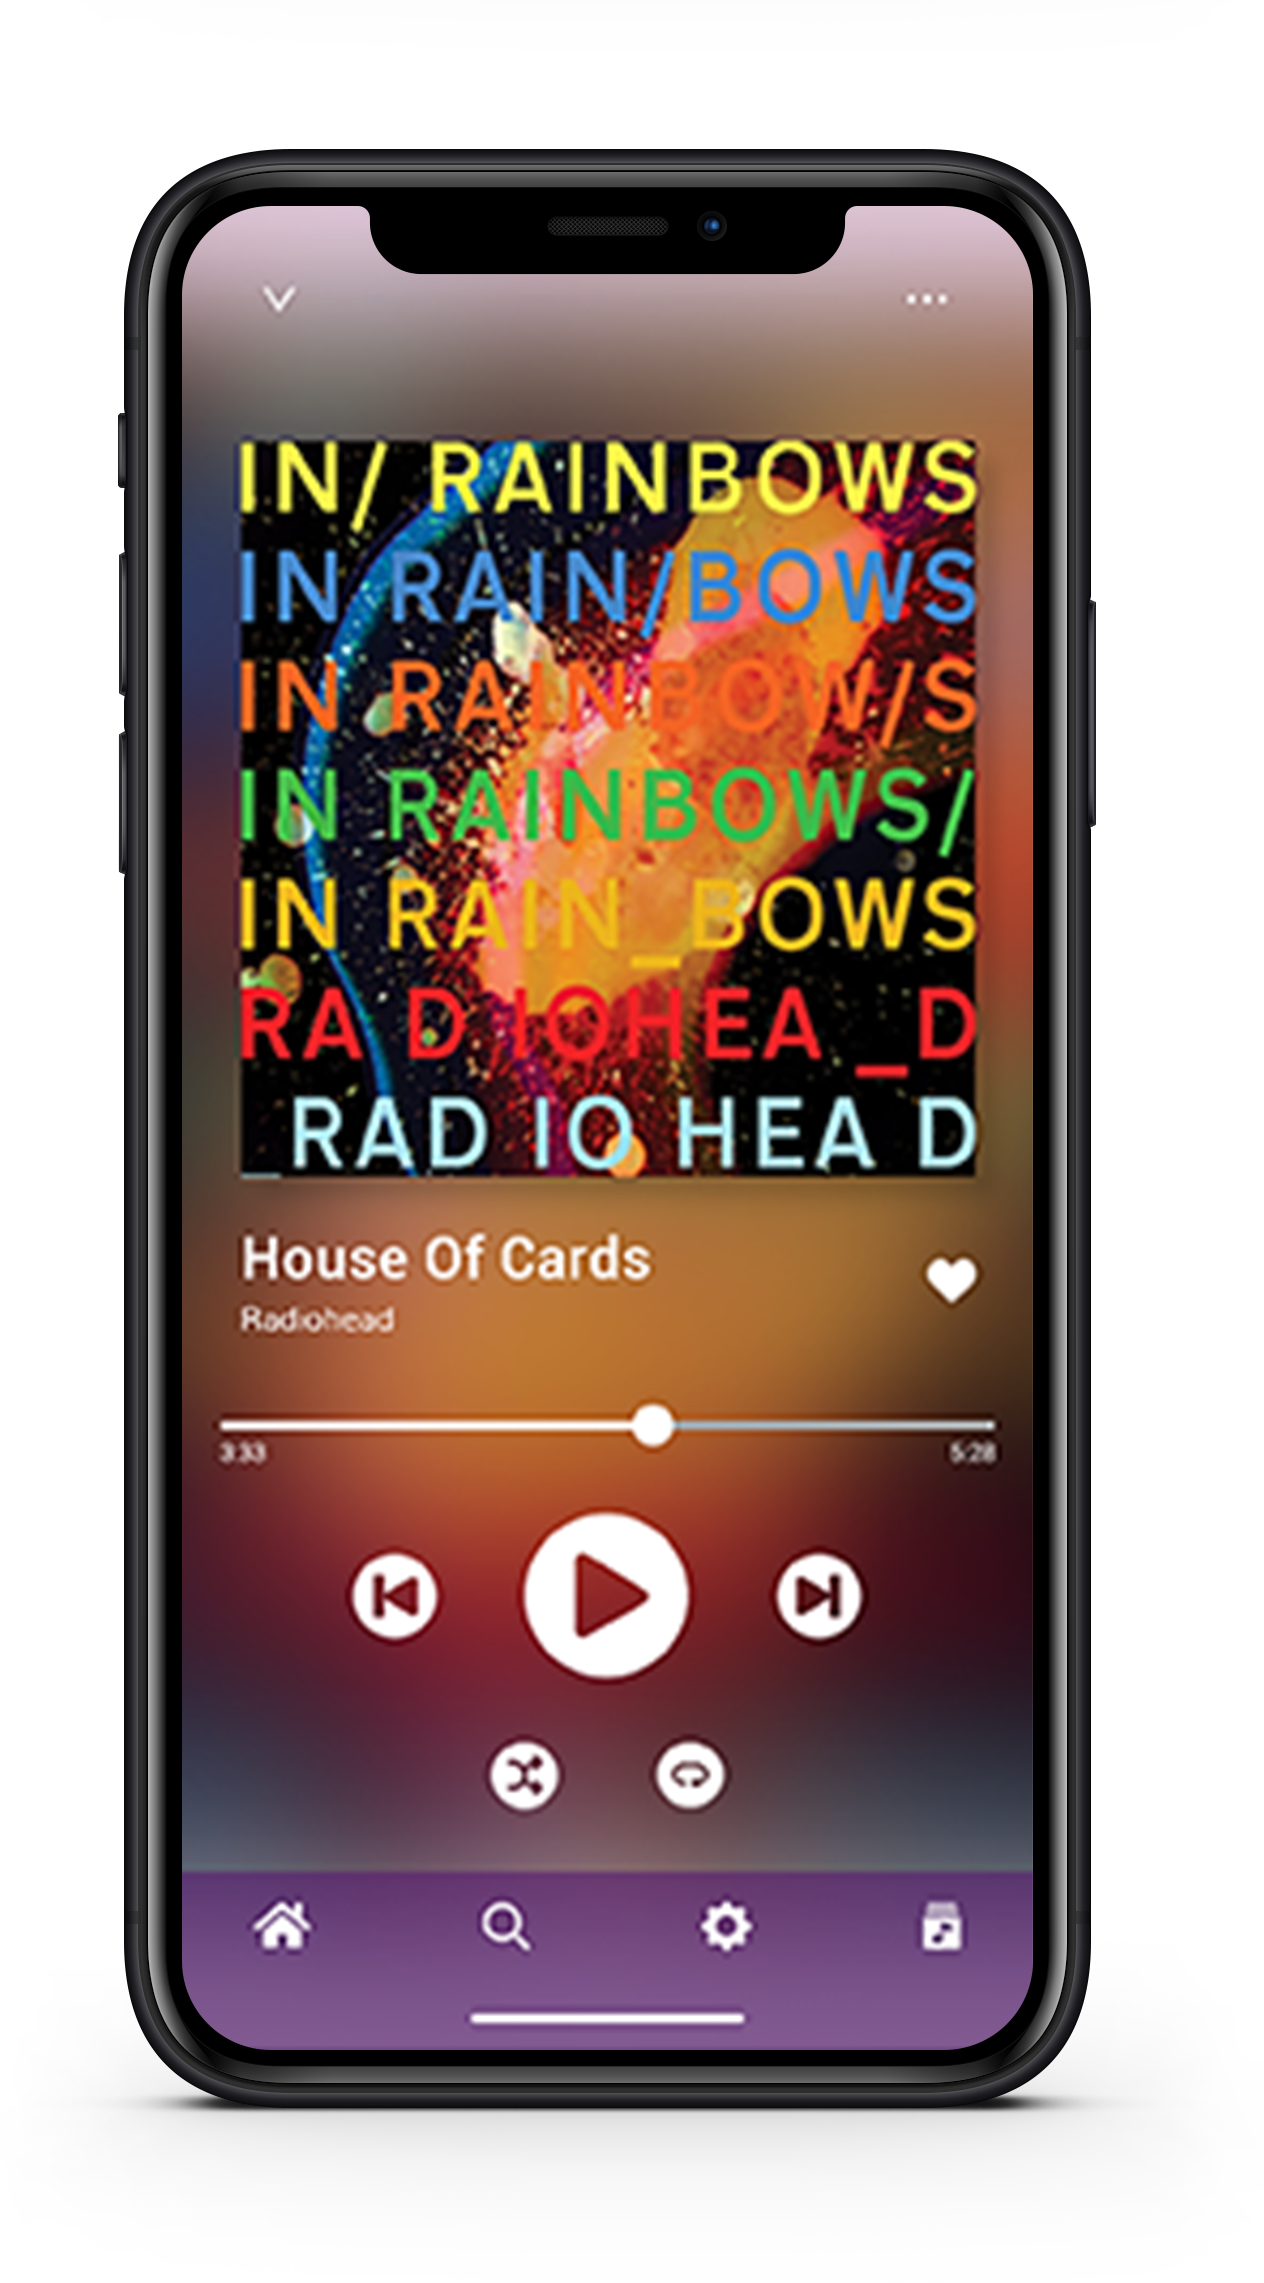 IN/ RAINBOWS
IN RAIN/BOWS
IN RAINBOW/S
IN RAINBOWS/
IN RAIN_BOWS
RA D IOHEA_D
_RAD IO HEA D
House Of Cards
Radiohead
3:33 5:28